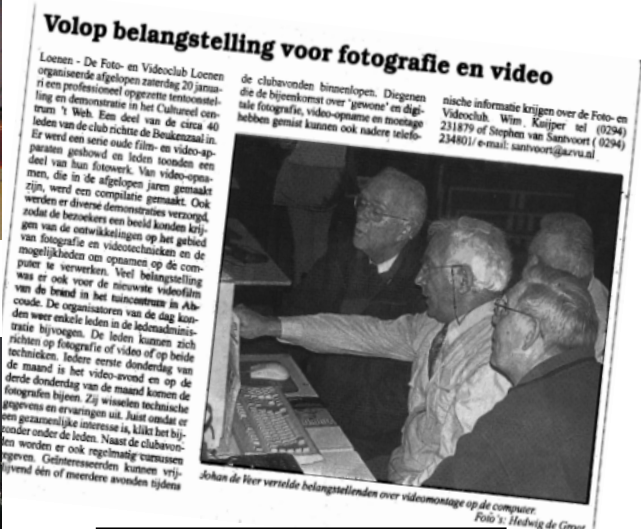 Volop belangstelling voor fotografie en video
Loenen - De Foto- en Videoclub Loenen
organiseerde afgelopen zaterdag 20 janua-
ri een professioneel opgezette tentoonstel-
ling en demonstratie in het Cultureel cen-
trum 't Web. Een deel van de circa 40
leden van de club richtte de Beukenzaal in.
Er werd een serie oude film- en video-ap-
paraten geshowd en leden toonden een
deel van hun fotowerk. Van video-opna-
men, die in de afgelopen jaren gemaakt
zijn, werd een compilatie gemaakt. Ook
werden er diverse demonstraties verzorgd,
zodat de bezoekers een beeld konden krij-
gen van de ontwikkelingen op het gebied
van fotografie en videotechnieken en de
mogelijkheden om opnamen op de com-
puter te verwerken. Veel belangstelling
was er ook voor de nieuwste videofilm
van de brand in het tuincentrum in Ab-
coude. De organisatoren van de dag kon-
den weer enkele leden in de ledenadminis-
tratie bijvoegen. De leden kunnen zich
richten op fotografie of video of op beide
technieken. Iedere eerste donderdag van
de maand is het video-avond en op de
derde donderdag van de maand komen de
fotografen bijeen. Zij wisselen technische
gegevens en ervaringen uit. Juist omdat er
een gezamenlijke interesse is, klikt het bij-
zonder onder de leden. Naast de clubavon-
den worden er ook regelmatig cursussen
gegeven. Geïnteresseerden kunnen vrij-
blijvend één of meerdere avonden tijdens
de clubavonden binnenlopen. Diegenen
die de bijeenkomst over 'gewone' en digi-
tale fotografie, video-opname en montage
hebben gemist kunnen ook nadere telefo-
nische informatie krijgen over de Foto- en
Videoclub. Wim Kuijper tel (0294)
231879 of Stephen van Santvoort ( 0294)
234801/ e-mail: santvoort@azvu.nl
Johan de Veer vertelde belangstellenden over videomontage op de computer.
Foto's: Hedwig de Groot